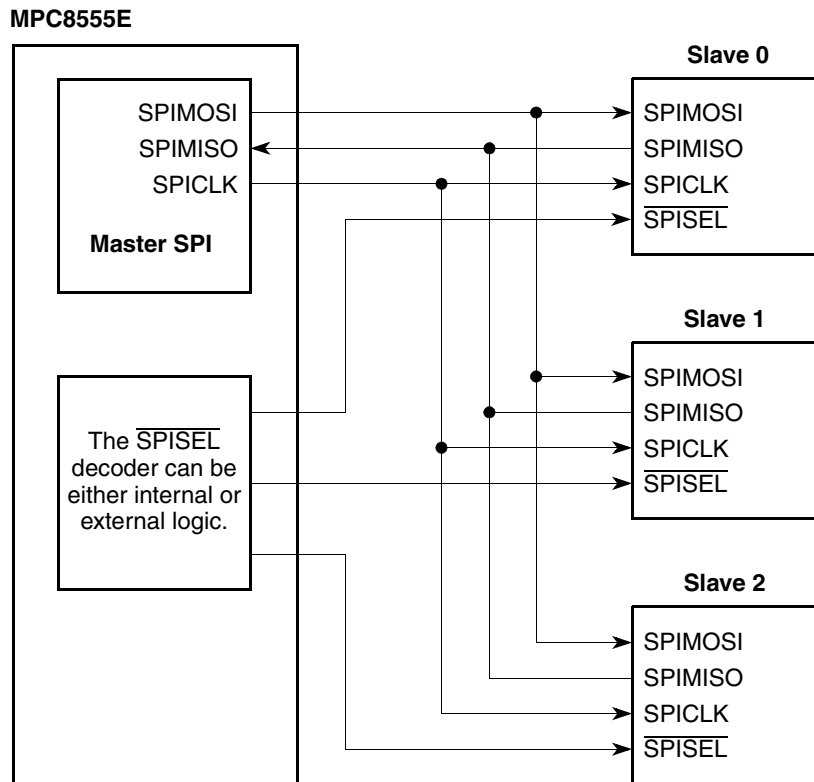 MPC8555E
SPIMOSI
SPIMISO
SPICLK
Master SPI
The SPISEL
decoder can be
either internal or
external logic.
Slave 0
SPIMOSI
SPIMISO
SPICLK
SPISEL
Slave 1
SPIMOSI
SPIMISO
SPICLK
SPISEL
Slave 2
SPIMOSI
SPIMISO
SPICLK
SPISEL